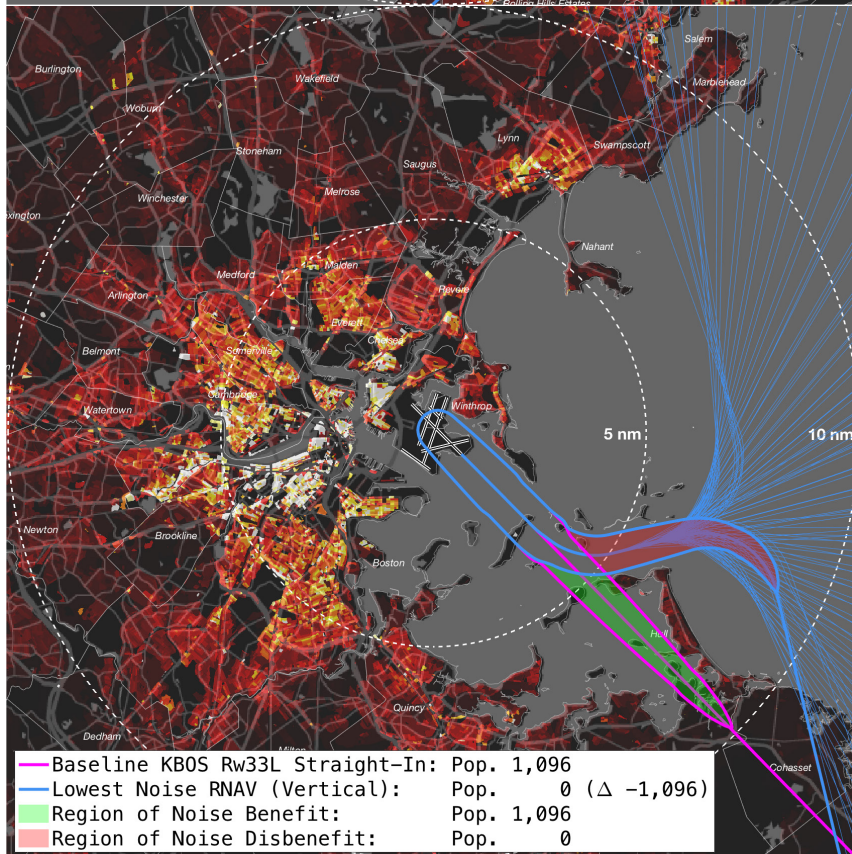 Rolling Hills Estates
Salem
Burlington
Wakefield
Marblehead
Woburn
Lynn
Stoneham
Swampscott
Saugus
Melrose
Winchester
Nahant
Malden
Medford
Revere
Arlington
Everett
Chelsea
Belmont
Somerville
Cambridge
Winthrop
Watertown
5 nm
10 nm
Newton
Brookline
Boston
Hull
Quincy
Dedham
Milton
Cohasset
Baseline KBOS Rw33L Straight-In: Pop. 1,096
Lowest Noise RNAV (Vertical): Pop. 0 (Δ -1,096)
Region of Noise Benefit: Pop. 1,096
Region of Noise Disbenefit: Pop. 0